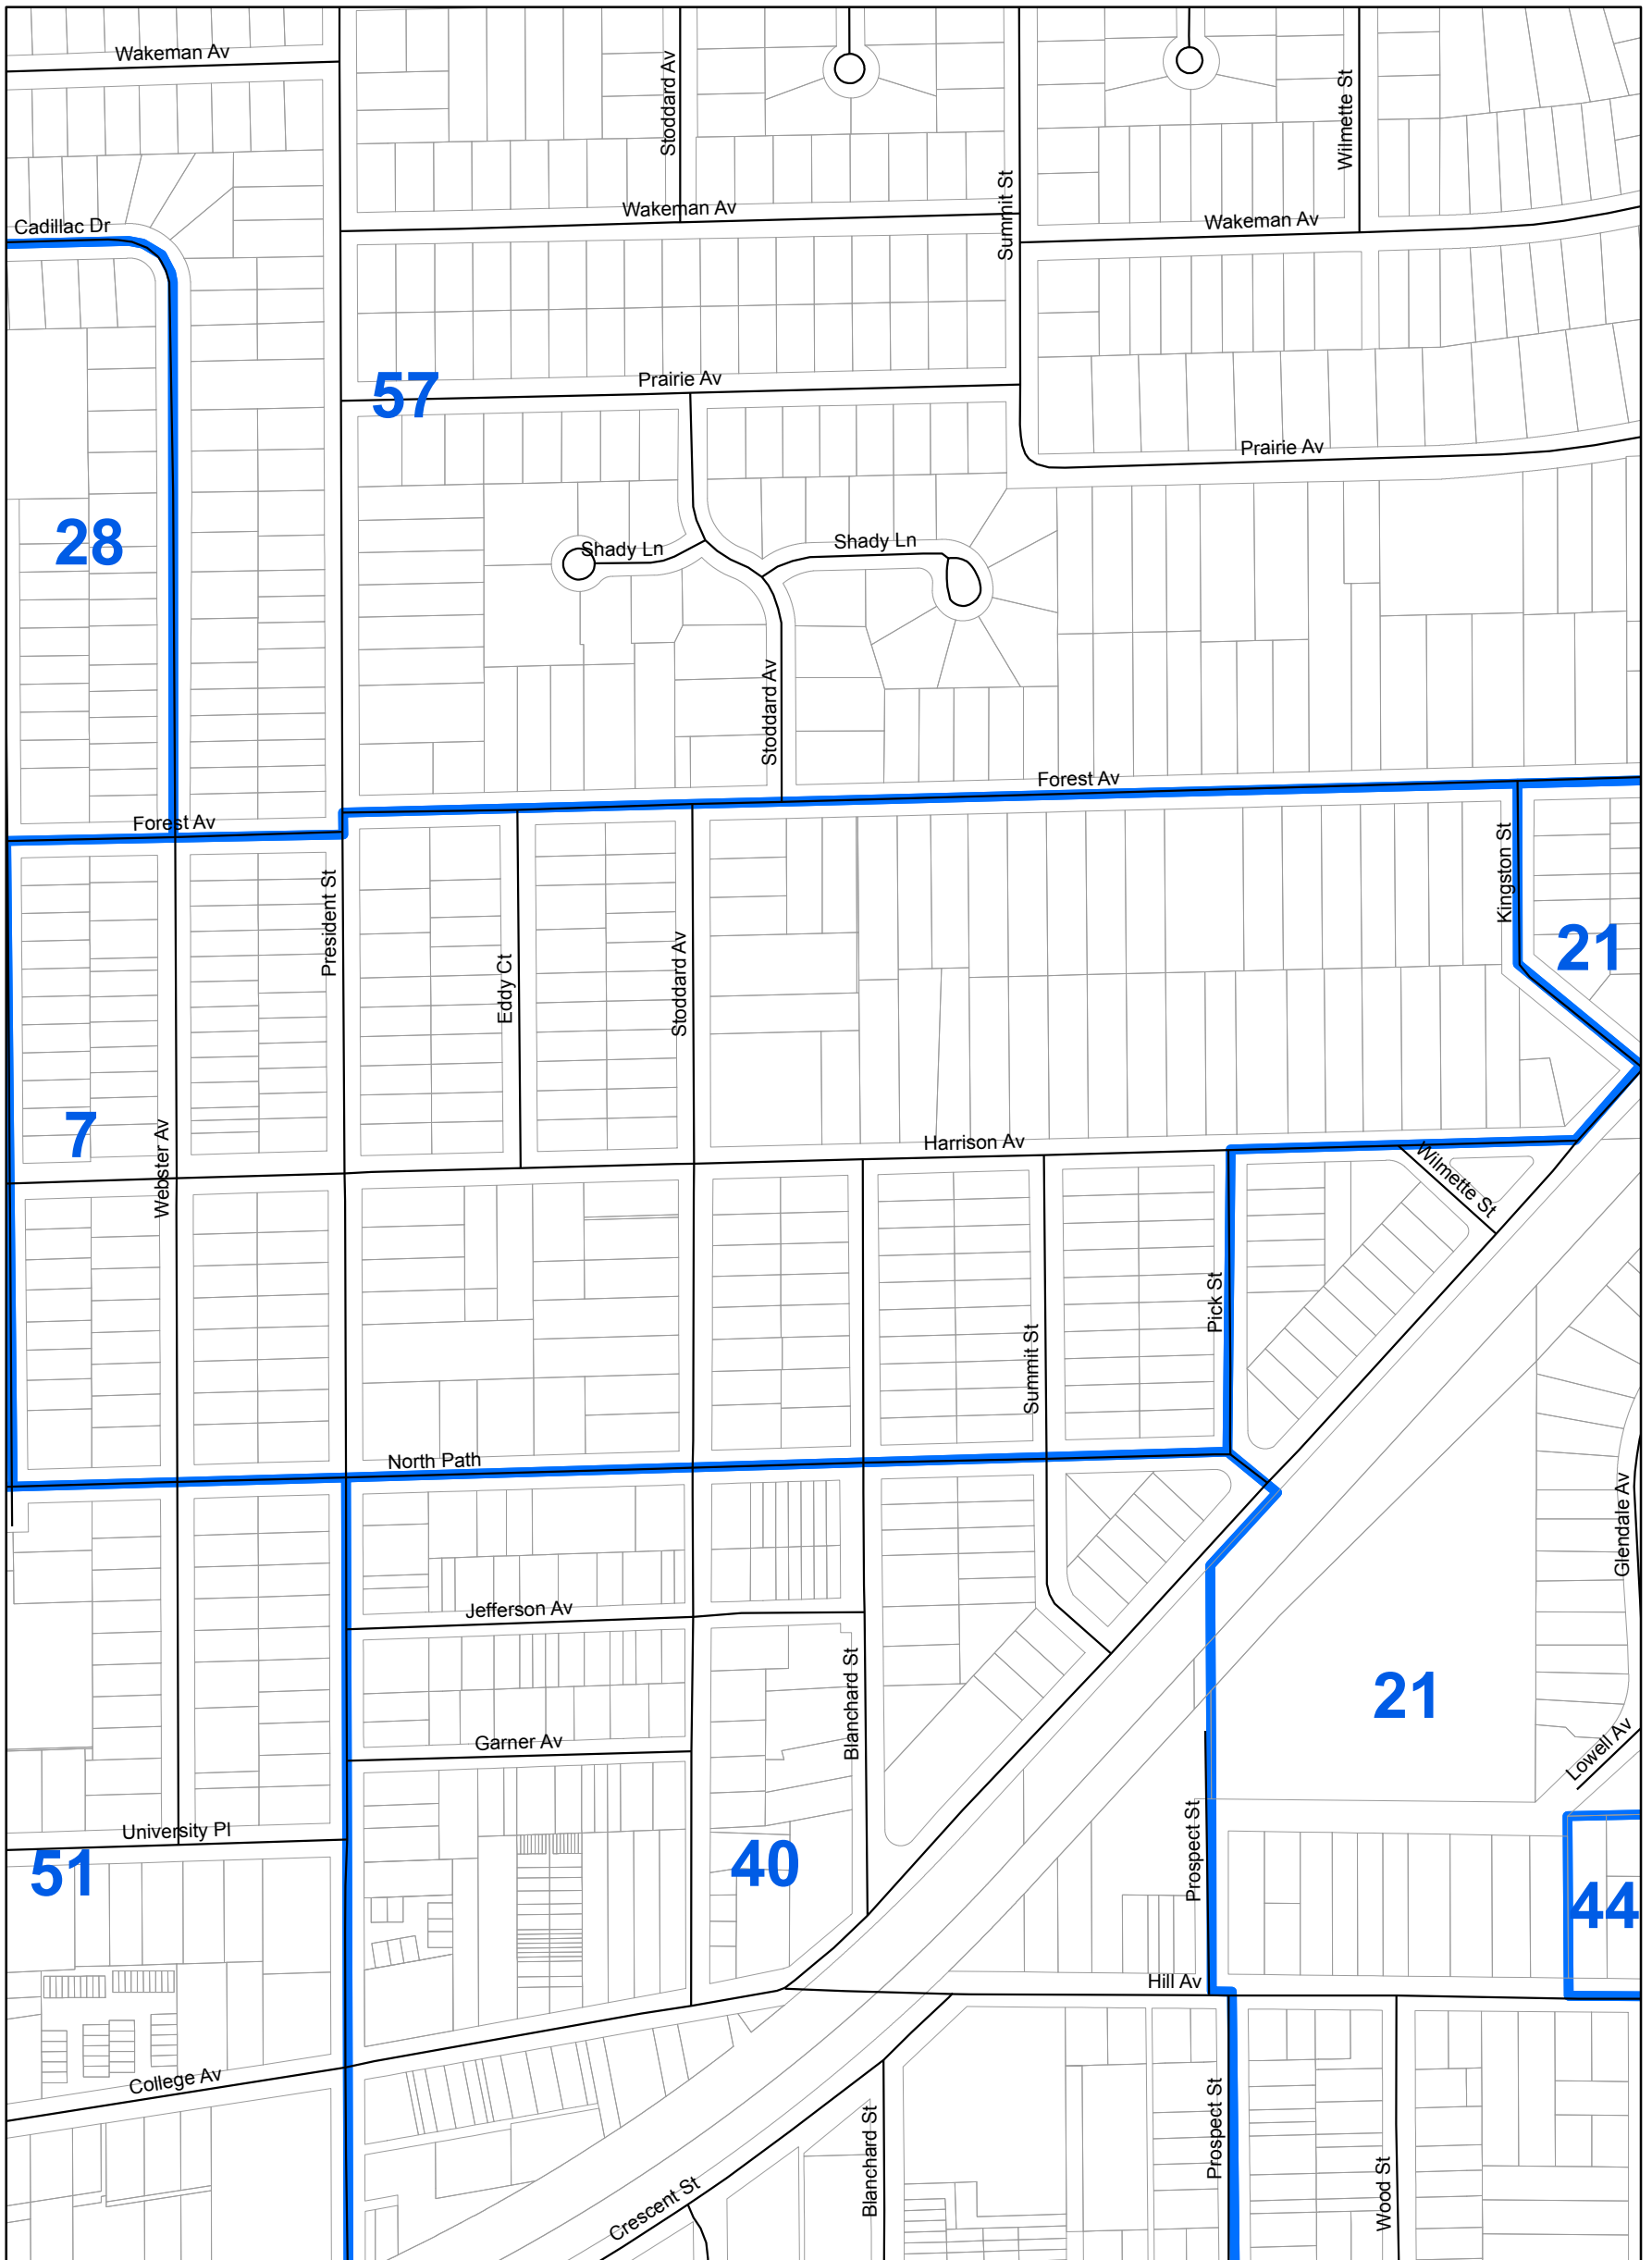 Wakeman Av
Stoddard Av
Wilmette St
Summit St
Wakeman Av
Wakeman Av
Cadillac Dr
57
Prairie Av
Prairie Av
28
Shady Ln
Shady Ln
Stoddard Av
Forest Av
Forest Av
President St
Kingston St
21
Eddy Ct
Stoddard Av
7
Webster Av
Harrison Av
Wilmette St
Pick St
Summit St
North Path
Glendale Av
Jefferson Av
Blanchard St
21
Garner Av
Lowell Av
University Pl
51
40
Prospect St
44
Hill Av
College Av
Blanchard St
Prospect St
Wood St
Crescent St